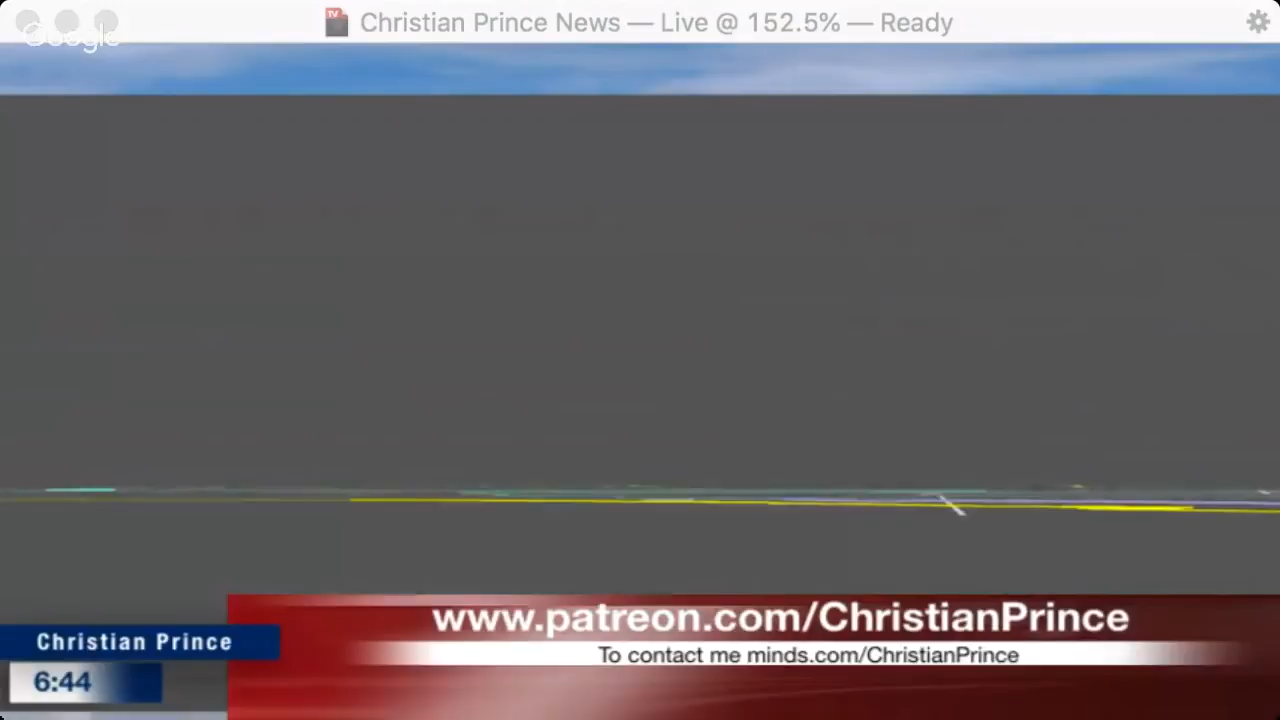 Christian Prince News — Live @ 152.5% — Ready
Google
www.patreon.com/ChristianPrince
To contact me minds.com/ChristianPrince
Christian Prince
6:44